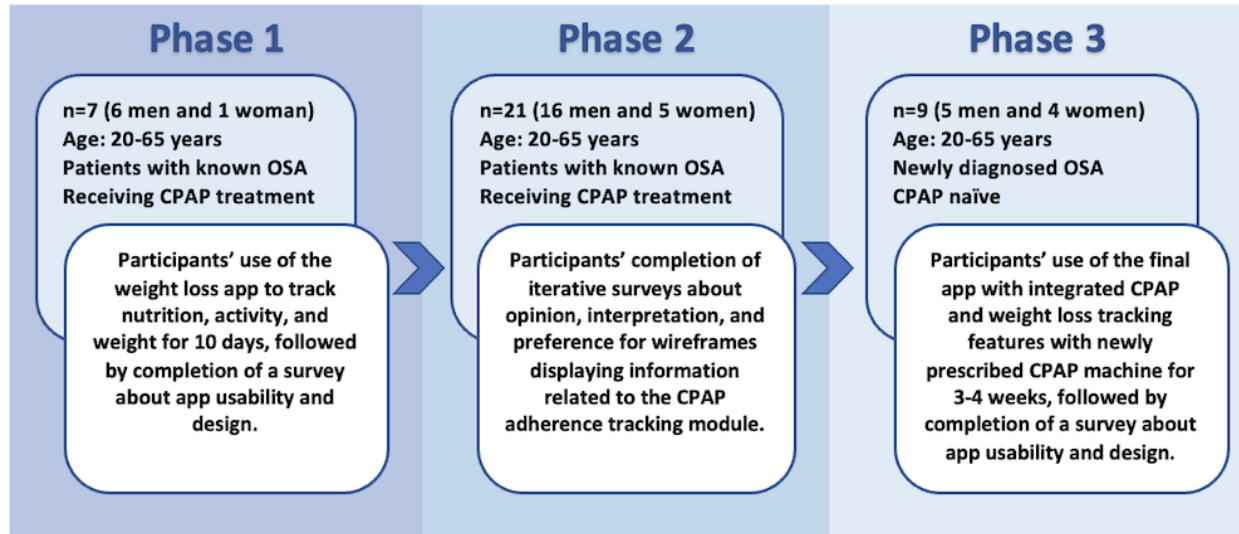 Phase 1
n=7 (6 men and 1 woman)
Age: 20-65 years
Patients with known OSA
Receiving CPAP treatment
Participants' use of the
weight loss app to track
nutrition, activity, and
weight for 10 days, followed
by completion of a survey
about app usability and
design.
Phase 2
n=21 (16 men and 5 women)
Age: 20-65 years
Patients with known OSA
Receiving CPAP treatment
Participants' completion of
iterative surveys about
opinion, interpretation, and
preference for wireframes
displaying information
related to the CPAP
adherence tracking module.
Phase 3
n=9 (5 men and 4 women)
Age: 20-65 years
Newly diagnosed OSA
CPAP naïve
Participants' use of the final
app with integrated CPAP
and weight loss tracking
features with newly
prescribed CPAP machine for
3-4 weeks, followed by
completion of a survey about
app usability and design.